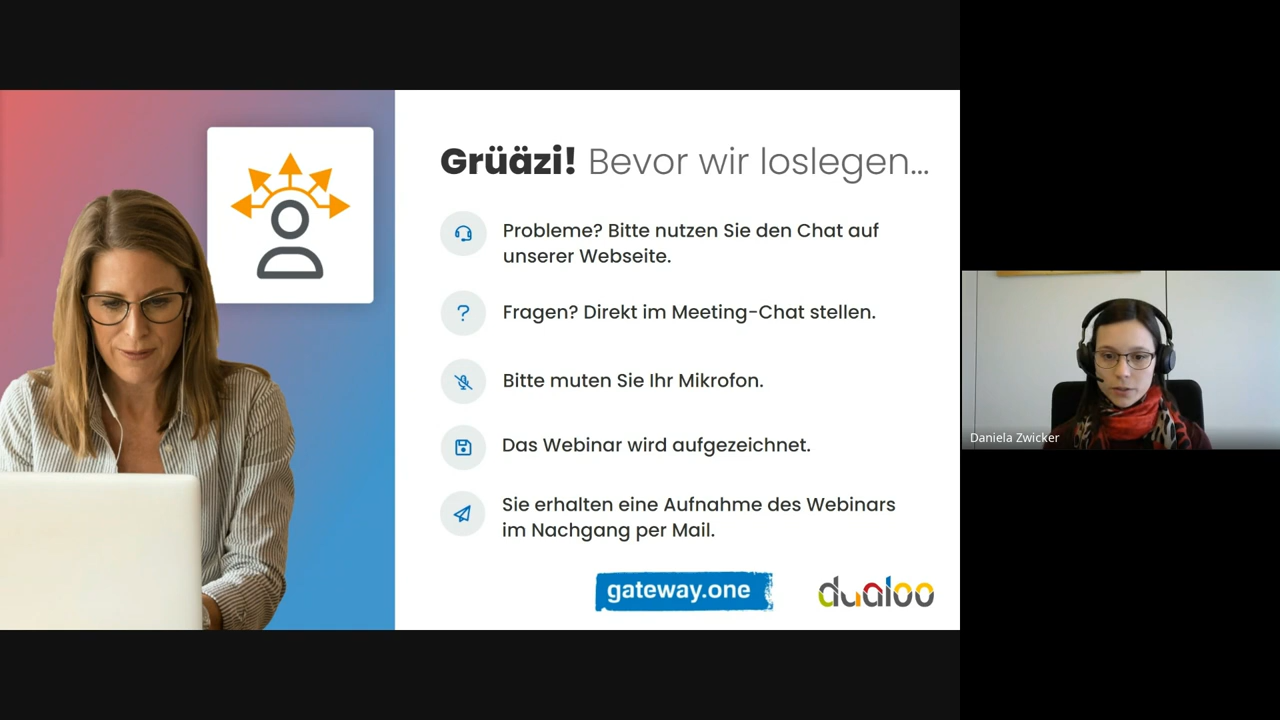 Grüäzi! Bevor wir loslegen...
Probleme? Bitte nutzen Sie den Chat auf
unserer Webseite.
Fragen? Direkt im Meeting-Chat stellen.
Bitte muten Sie Ihr Mikrofon.
Das Webinar wird aufgezeichnet.
Sie erhalten eine Aufnahme des Webinars
im Nachgang per Mail.
gateway.one
dualoo
Daniela Zwicker